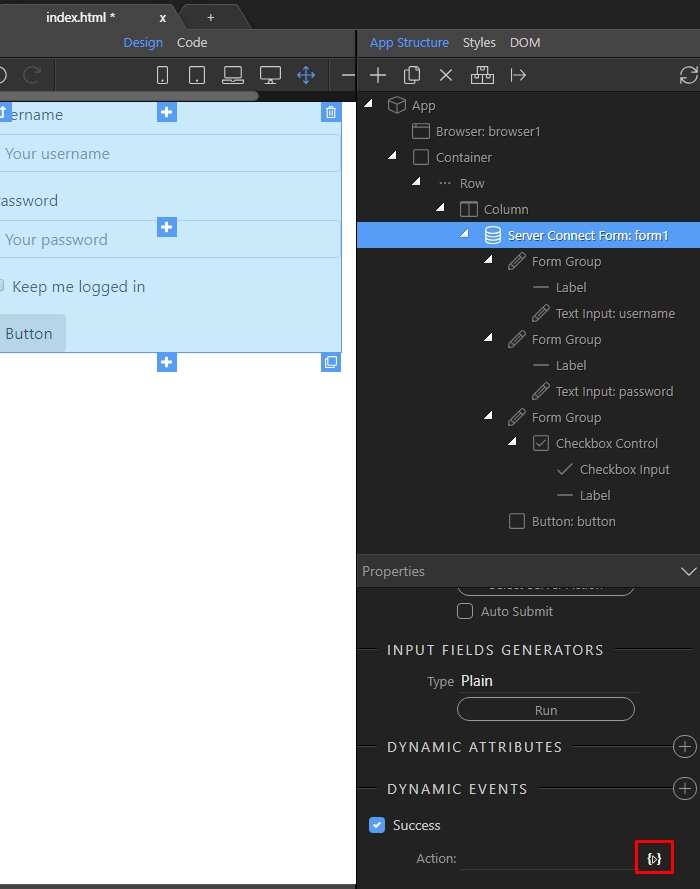 index.html * x +
Design Code
App Structure Styles DOM
App
Browser: browser1
Container
Row
Column
Server Connect Form: form1
Form Group
Label
Text Input: username
Form Group
Label
Text Input: password
Form Group
Checkbox Control
Checkbox Input
Label
Button: button
ername
Your username
assword
Your password
Keep me logged in
Button
Properties
Select Server Action
Auto Submit
INPUT FIELDS GENERATORS
Type Plain
Run
DYNAMIC ATTRIBUTES
DYNAMIC EVENTS
Success
Action: